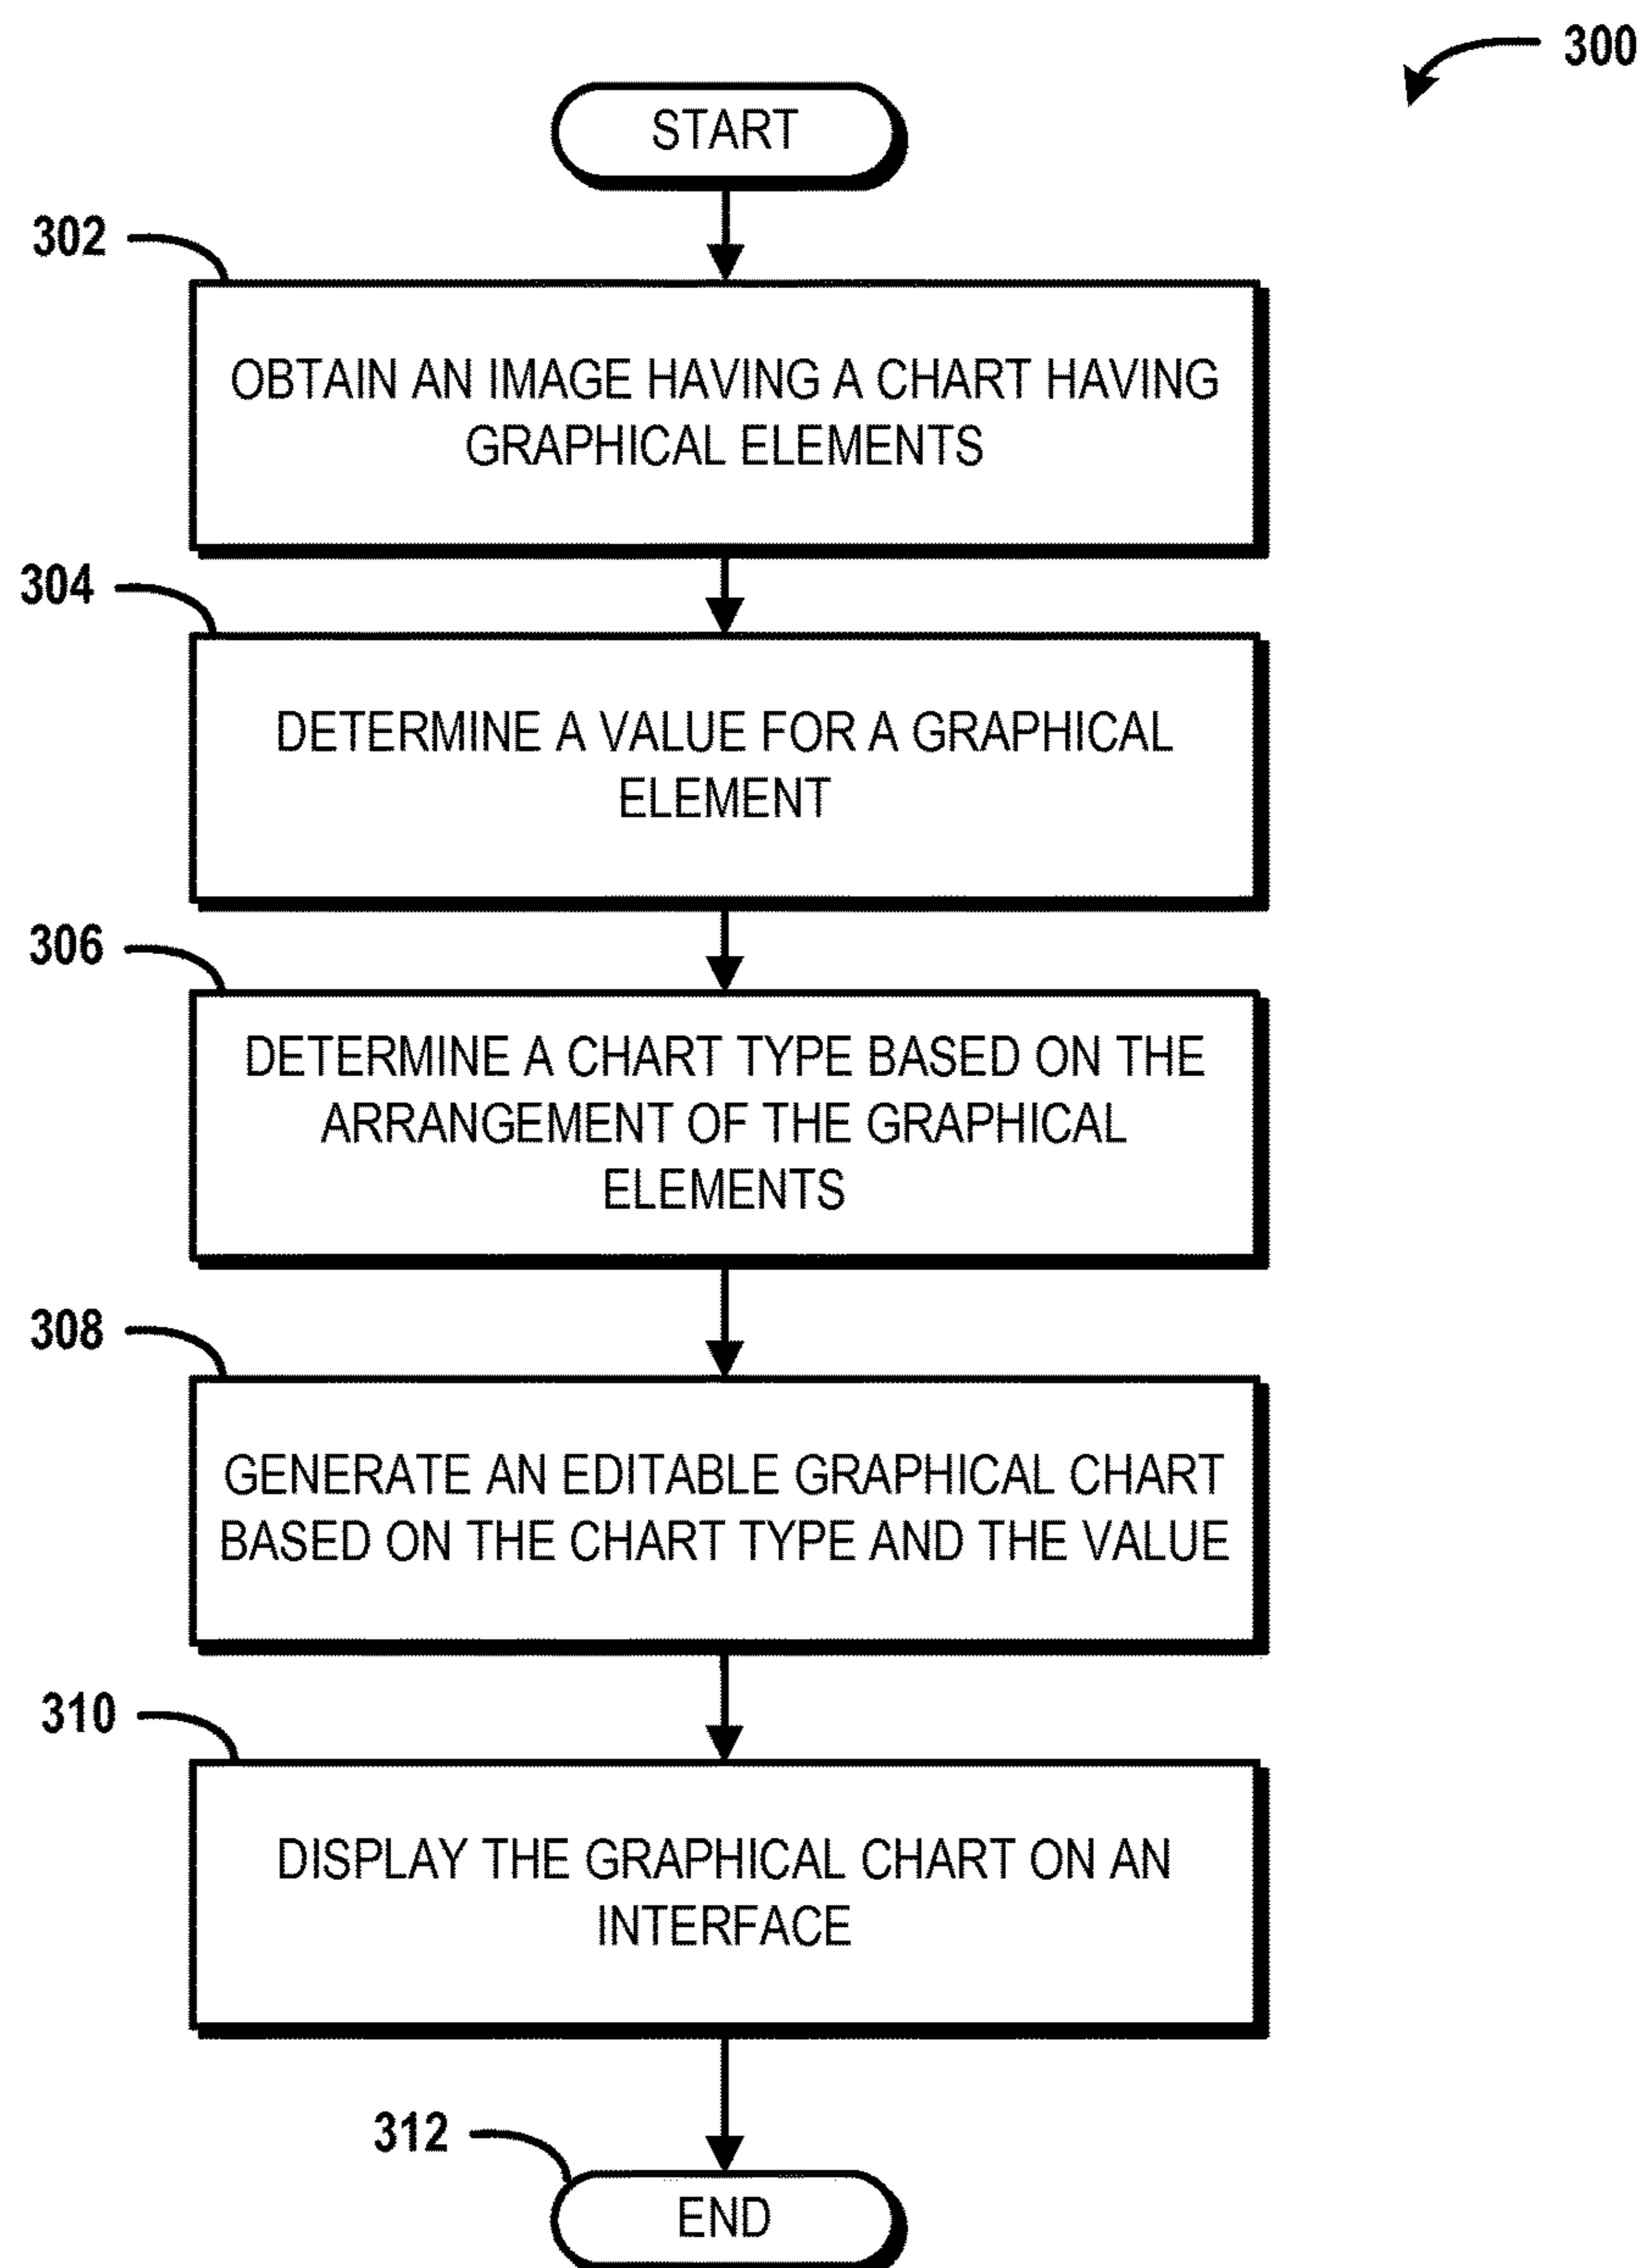 300
START
302
OBTAIN AN IMAGE HAVING A CHART HAVING
GRAPHICAL ELEMENTS
304
DETERMINE A VALUE FOR A GRAPHICAL
ELEMENT
306
DETERMINE A CHART TYPE BASED ON THE
ARRANGEMENT OF THE GRAPHICAL
ELEMENTS
308
GENERATE AN EDITABLE GRAPHICAL CHART
BASED ON THE CHART TYPE AND THE VALUE
310
DISPLAY THE GRAPHICAL CHART ON AN
INTERFACE
312
END